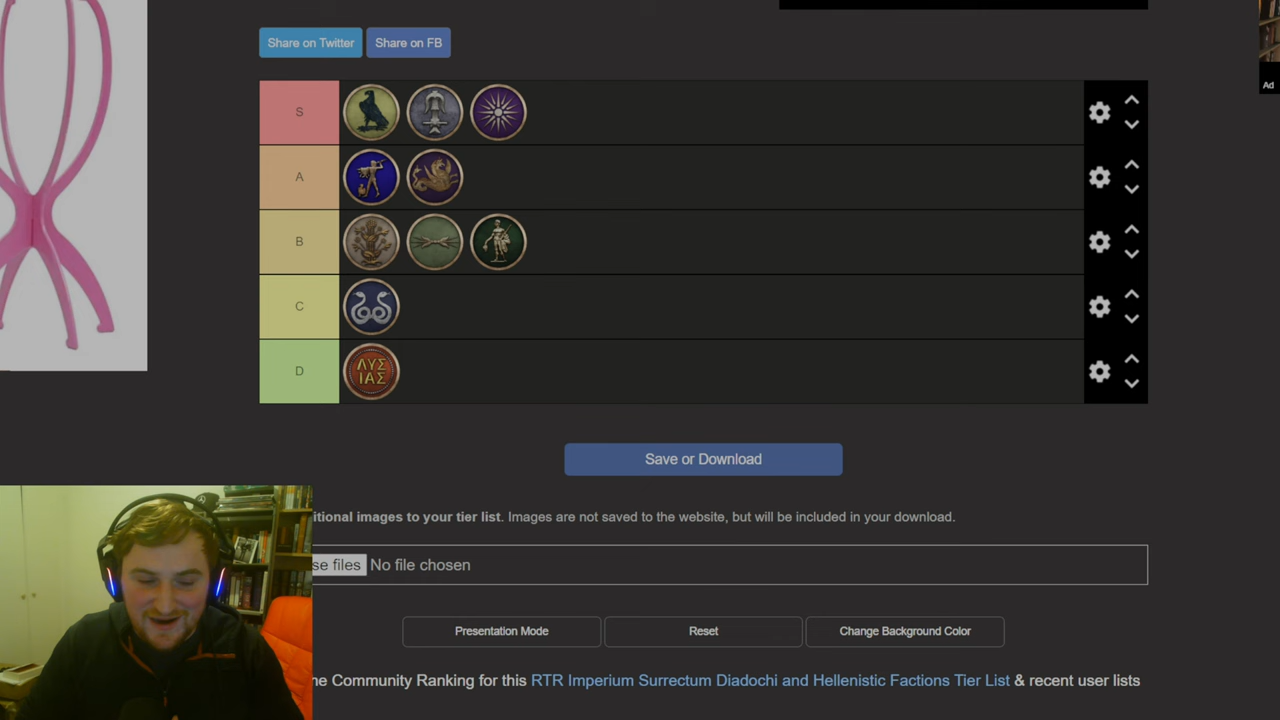 Ad
Share on Twitter Share on FB
S
A
B
C
D
ΛΥΣ
ΙΑΣ
Save or Download
itional images to your tier list. Images are not saved to the website, but will be included in your download.
se files No file chosen
Presentation Mode Reset Change Background Color
he Community Ranking for this RTR Imperium Surrectum Diadochi and Hellenistic Factions Tier List & recent user lists